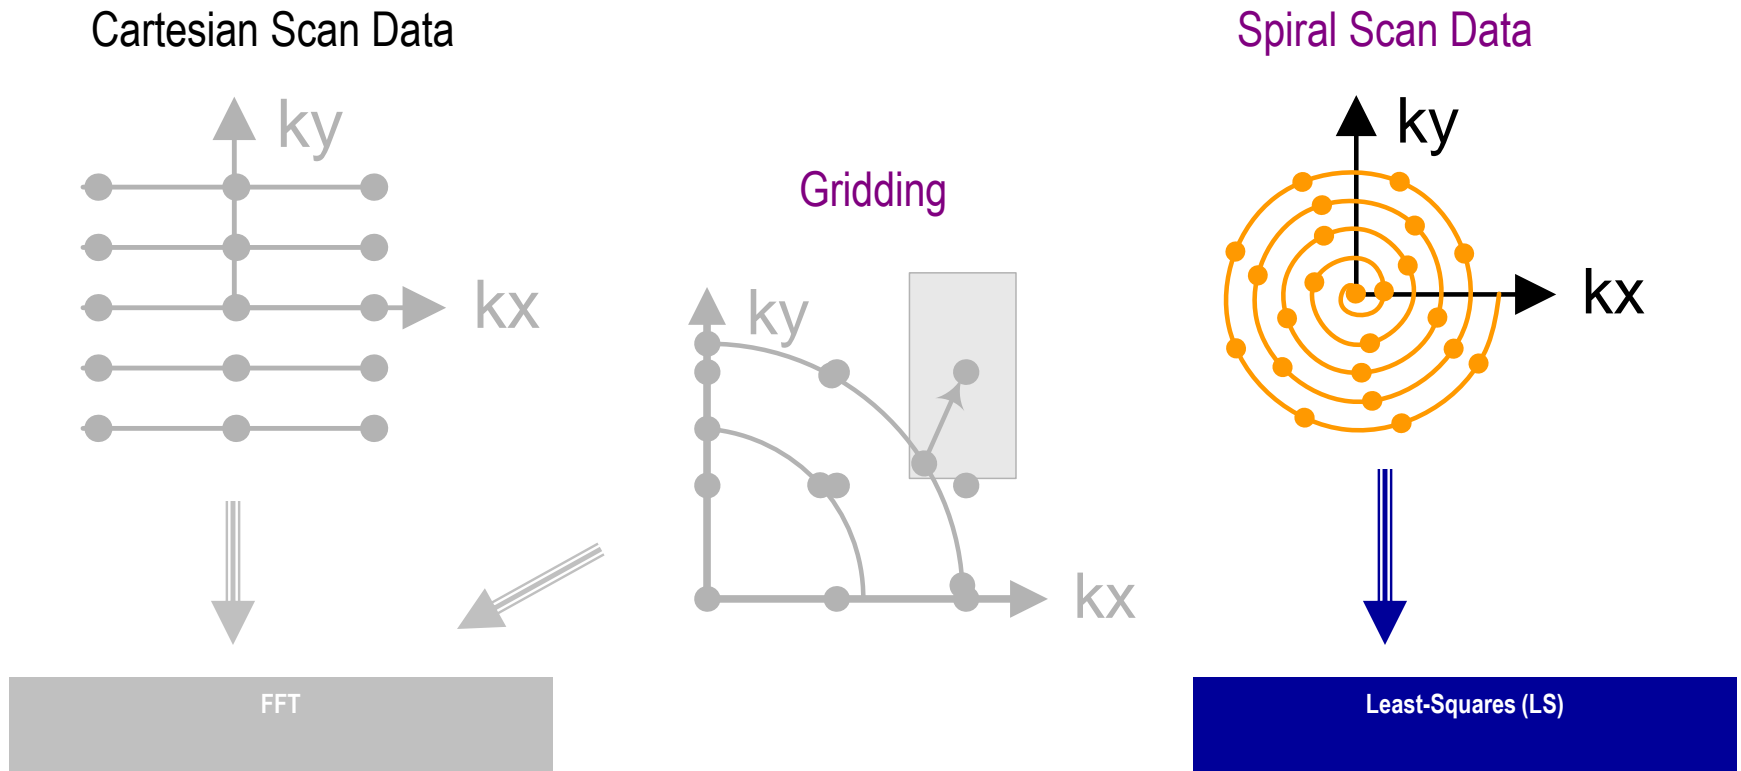 Cartesian Scan Data
Spiral Scan Data
ky
ky
Gridding
kx
kx
ky
kx
FFT
Least-Squares (LS)